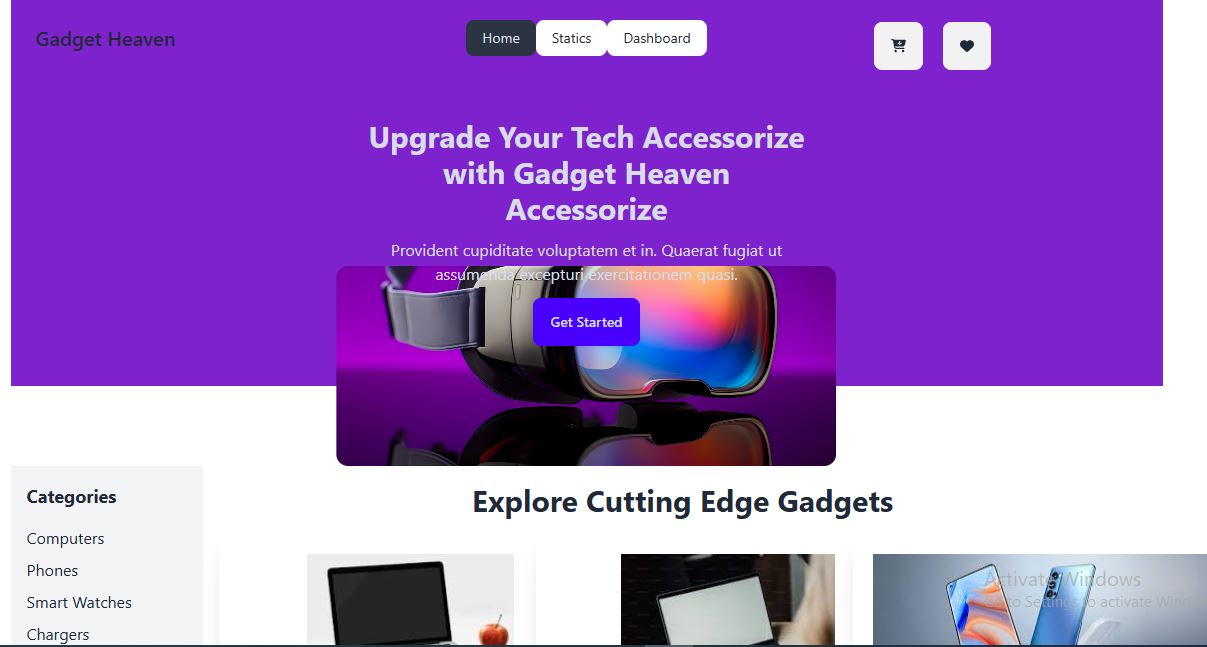 Gadget Heaven
Home Statics Dashboard
Upgrade Your Tech Accessorize
with Gadget Heaven
Accessorize
Provident cupiditate voluptatem et in. Quaerat fugiat ut
assumenda excepturi exercitationem quasi.
Get Started
Categories
Computers
Phones
Smart Watches
Chargers
Explore Cutting Edge Gadgets
Activate Windows
Go to Settings to activate Wind